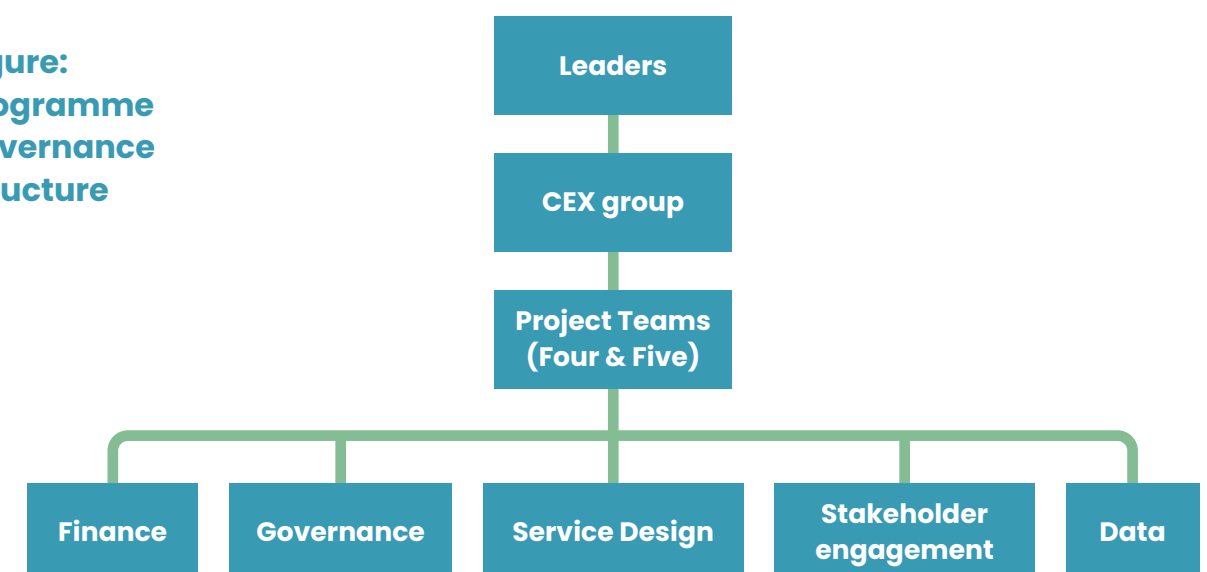 gure:
ogramme
vernance
ucture
Leaders
CEX group
Project Teams
(Four & Five)
Finance
Governance
Service Design
Stakeholder
engagement
Data